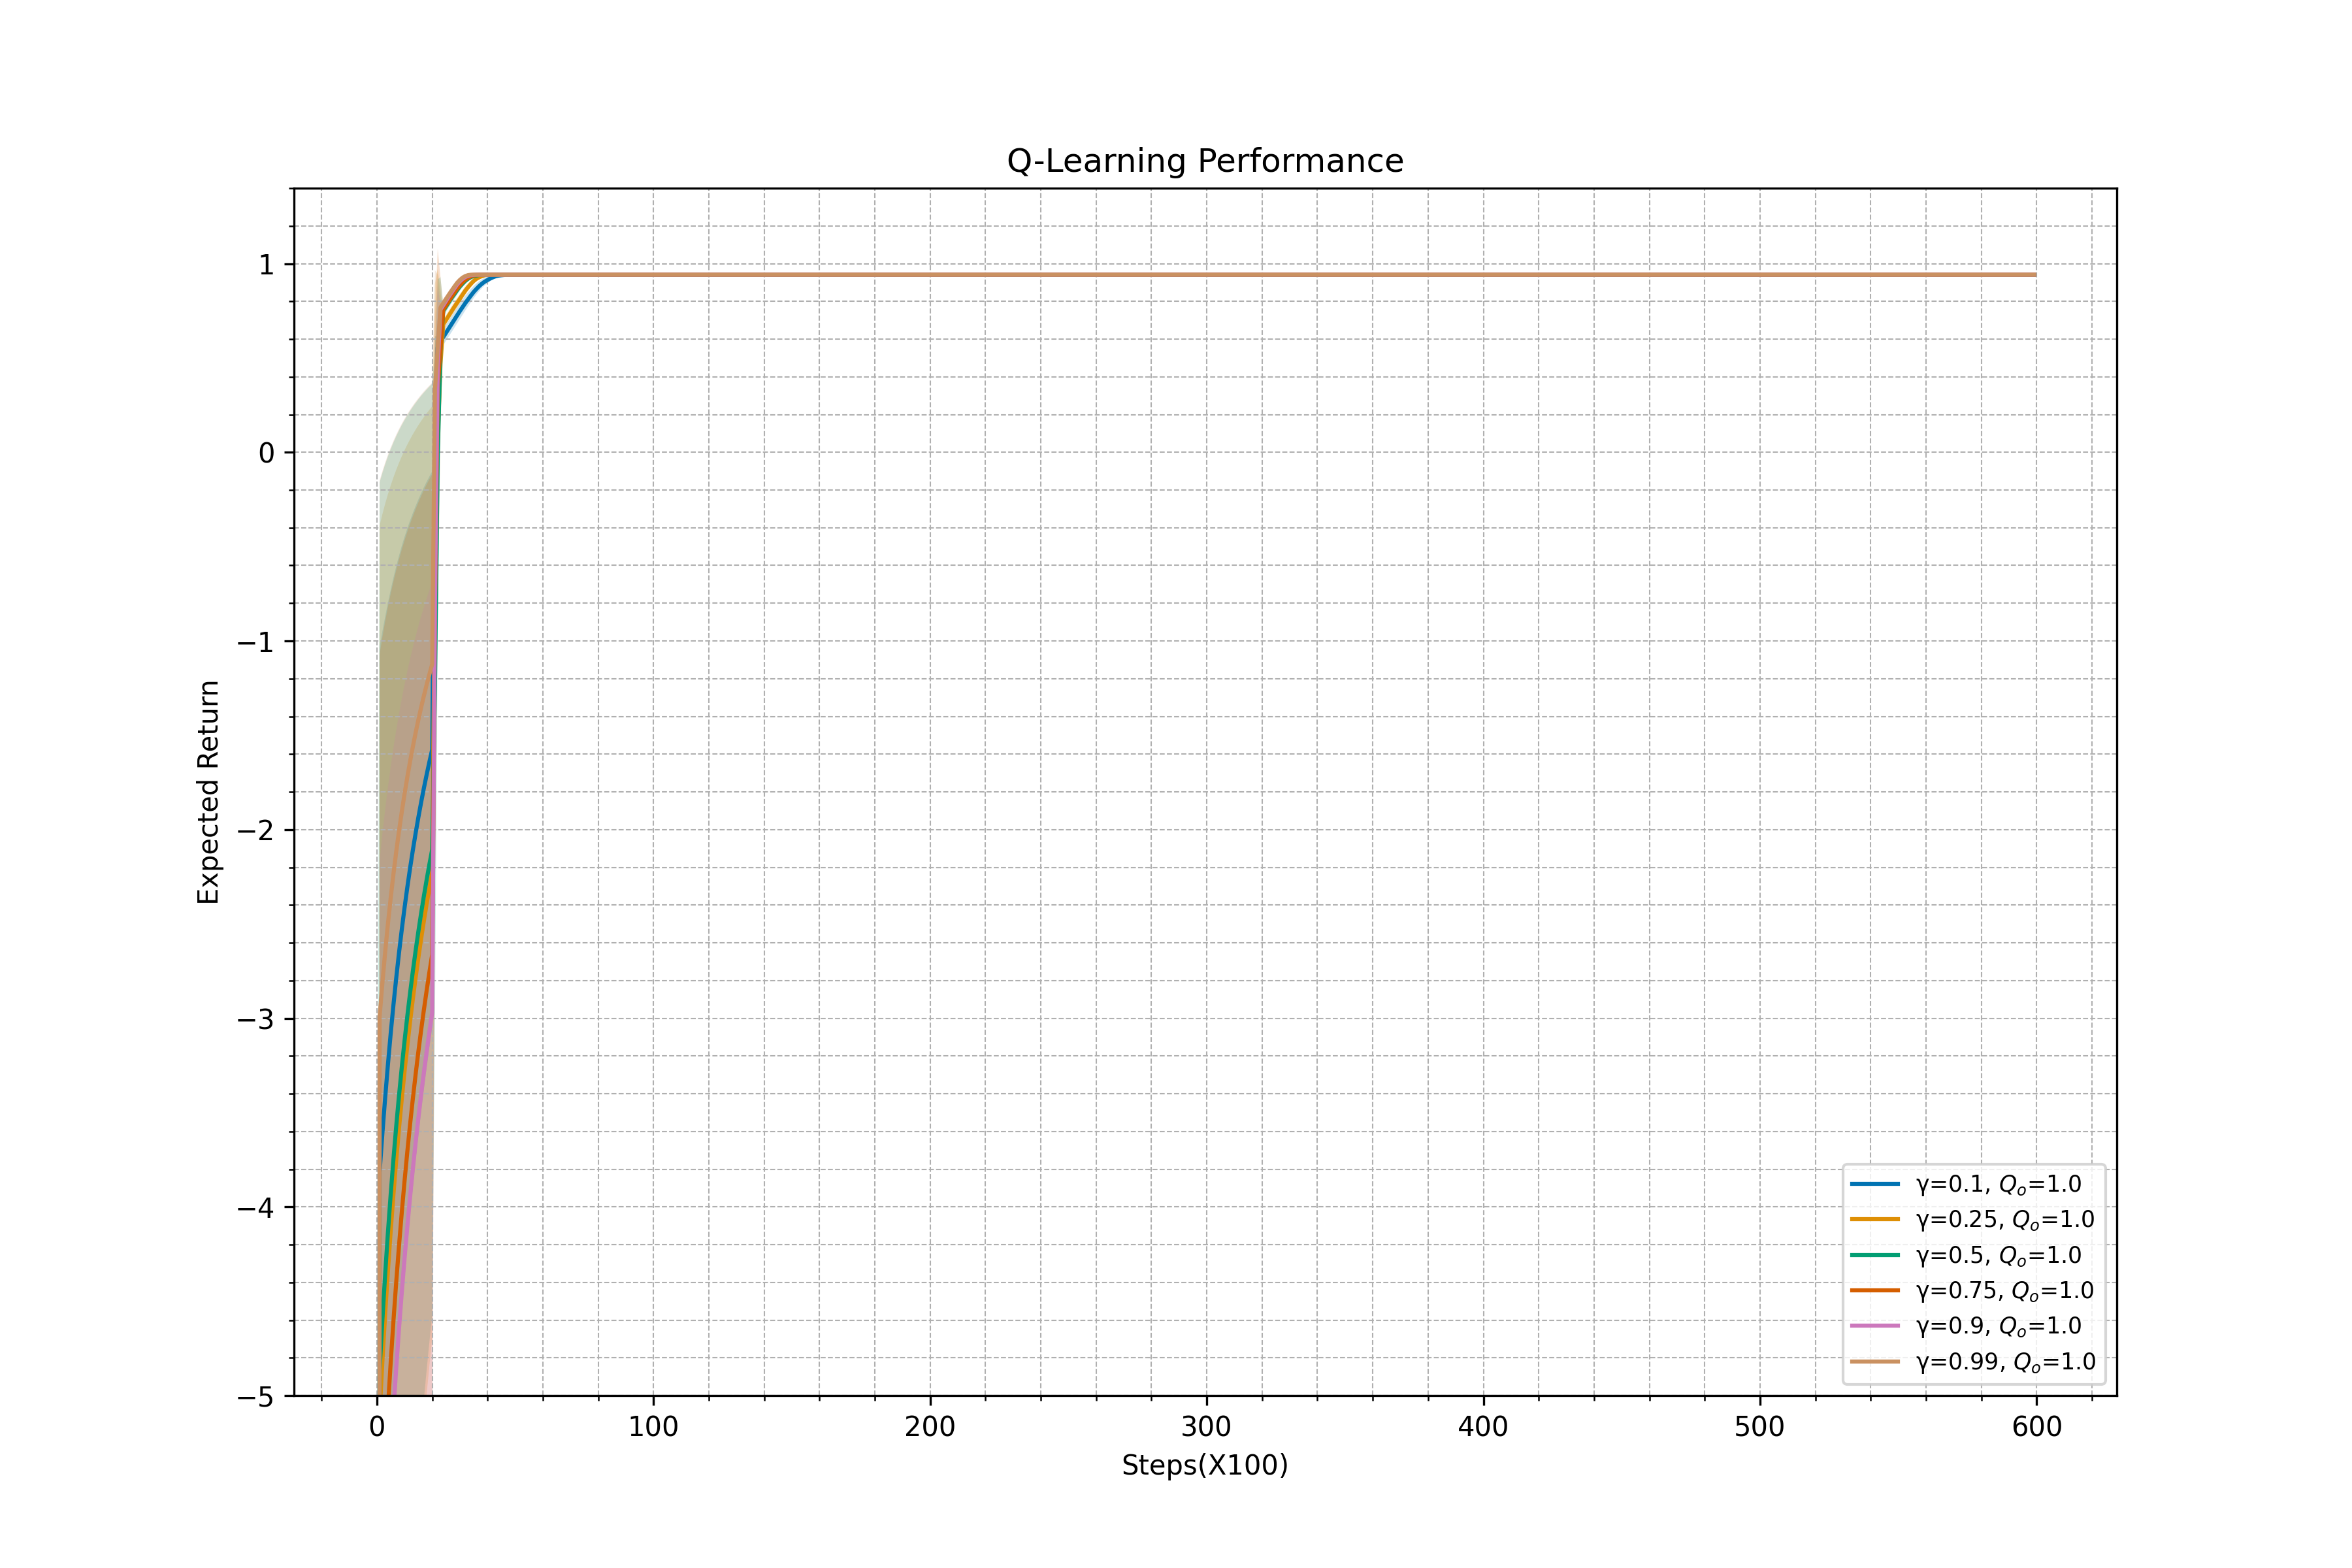 Q-Learning Performance
Expected Return
1
0
−1
−2
−3
−4
−5
0 100 200 300 400 500 600
Steps(X100)
γ=0.1, Qₒ=1.0
γ=0.25, Qₒ=1.0
γ=0.5, Qₒ=1.0
γ=0.75, Qₒ=1.0
γ=0.9, Qₒ=1.0
γ=0.99, Qₒ=1.0